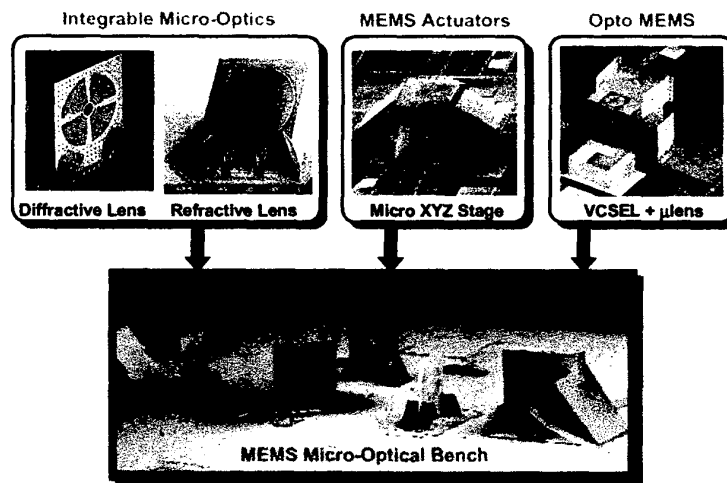 Integrable Micro-Optics
MEMS Actuators
Opto MEMS
Diffractive Lens
Refractive Lens
Micro XYZ Stage
VCSEL + µlens
MEMS Micro-Optical Bench